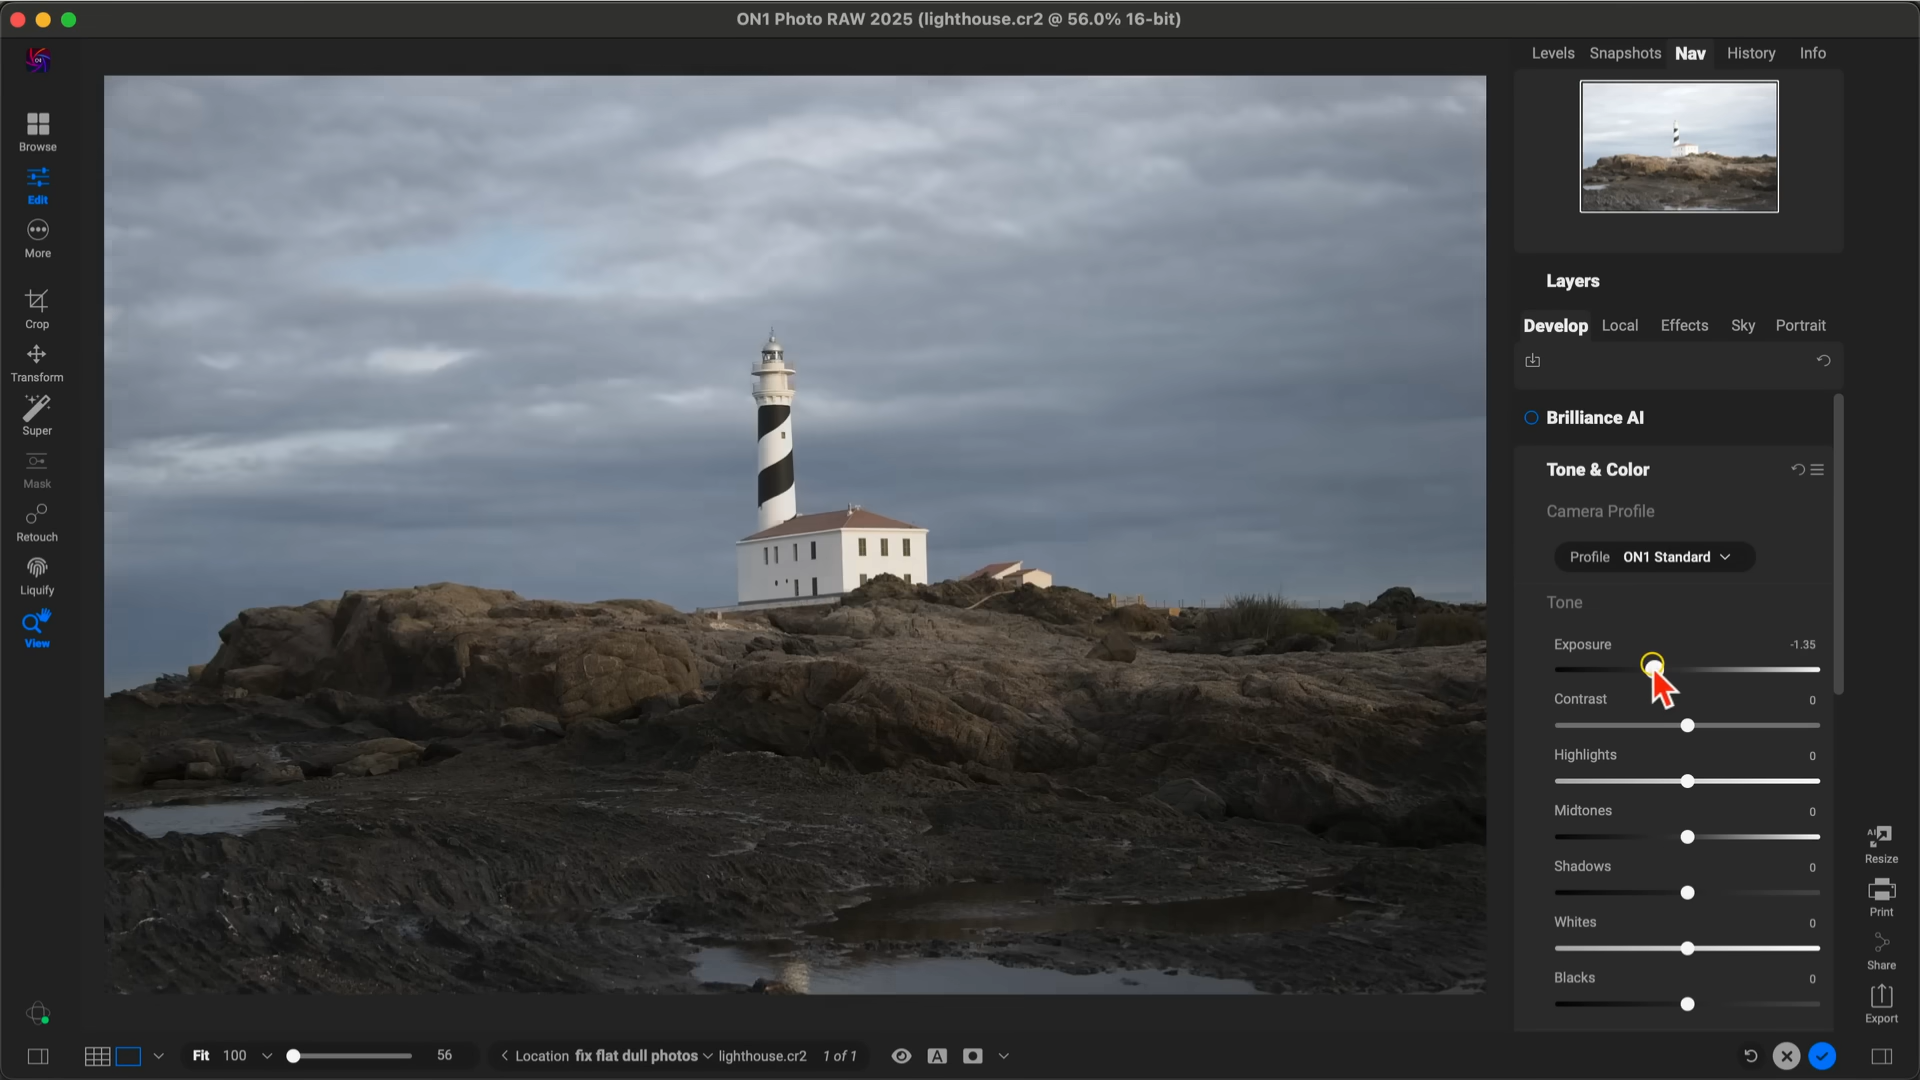 ON1 Photo RAW 2025 (lighthouse.cr2 @ 56.0% 16-bit)
Levels Snapshots Nav History Info
Browse
Edit
More
Crop
Transform
Super
Mask
Retouch
Liquify
View
Layers
Develop Local Effects Sky Portrait
Brilliance AI
Tone & Color
Camera Profile
Profile ON1 Standard
Tone
Exposure -1.35
Contrast 0
Highlights 0
Midtones 0
Shadows 0
Whites 0
Blacks 0
AI
Resize
Print
Share
Export
Fit 100 56 Location fix flat dull photos lighthouse.cr2 1 of 1 A